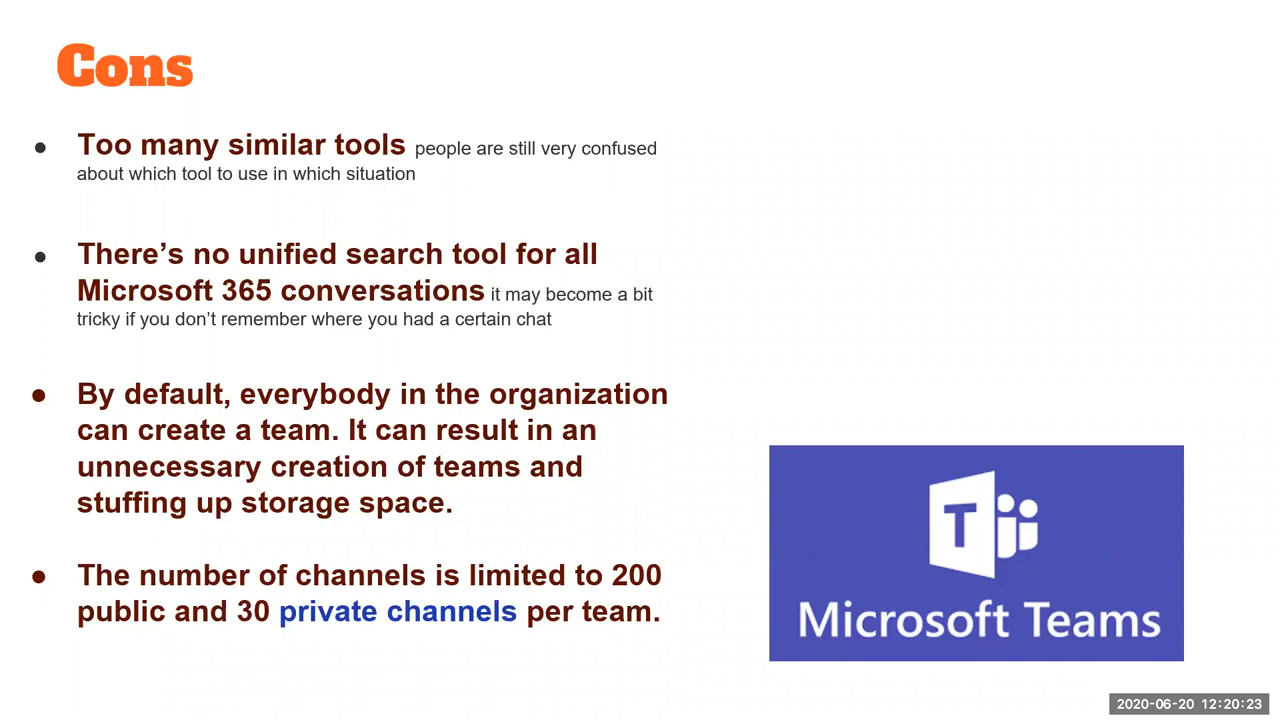 Cons
● Too many similar tools people are still very confused
about which tool to use in which situation
● There’s no unified search tool for all
Microsoft 365 conversations it may become a bit
tricky if you don’t remember where you had a certain chat
● By default, everybody in the organization
can create a team. It can result in an
unnecessary creation of teams and
stuffing up storage space.
● The number of channels is limited to 200
public and 30 private channels per team.
T
Microsoft Teams
2020-06-20 12:20:23